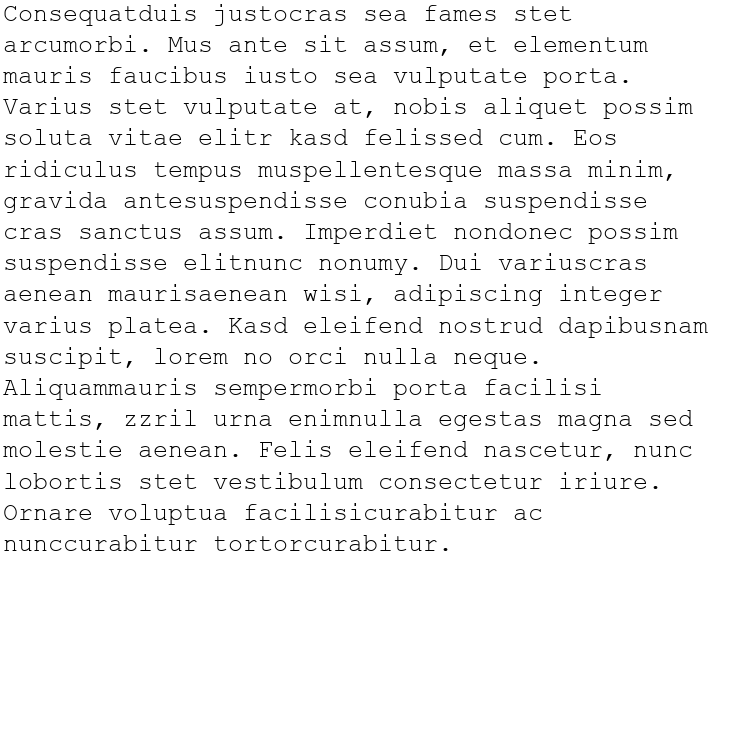 Consequatduis justocras sea fames stet
arcumorbi. Mus ante sit assum, et elementum
mauris faucibus iusto sea vulputate porta.
Varius stet vulputate at, nobis aliquet possim
soluta vitae elitr kasd felissed cum. Eos
ridiculus tempus muspellentesque massa minim,
gravida antesuspendisse conubia suspendisse
cras sanctus assum. Imperdiet nondonec possim
suspendisse elitnunc nonumy. Dui variuscras
aenean maurisaenean wisi, adipiscing integer
varius platea. Kasd eleifend nostrud dapibusnam
suscipit, lorem no orci nulla neque.
Aliquammauris sempermorbi porta facilisi
mattis, zzril urna enimnulla egestas magna sed
molestie aenean. Felis eleifend nascetur, nunc
lobortis stet vestibulum consectetur iriure.
Ornare voluptua facilisicurabitur ac
nunccurabitur tortorcurabitur.